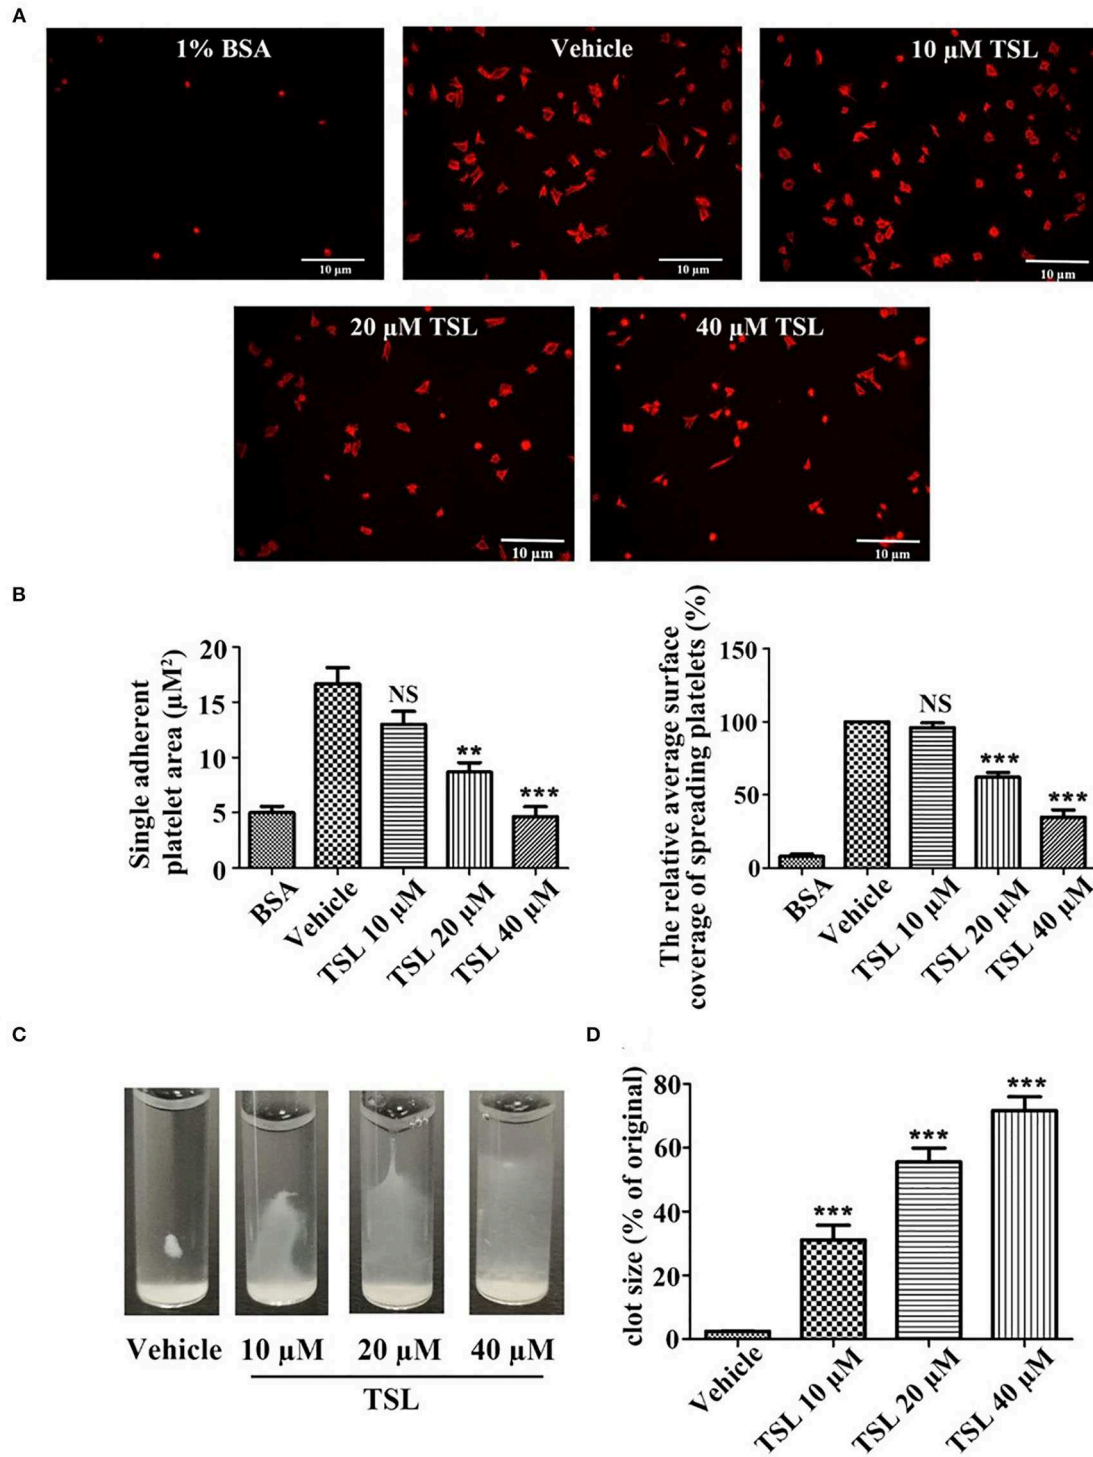 A
1% BSA
Vehicle
10 µM TSL
10 µm
10 µm
10 µm
20 µM TSL
40 µM TSL
10 µm
10 µm
B
Single adherent
platelet area (µM²)
20
15
10
5
0
NS
**
***
BSA
Vehicle
TSL 10 µM
TSL 20 µM
TSL 40 µM
The relative average surface
coverage of spreading platelets (%)
150
100
50
0
NS
***
***
BSA
Vehicle
TSL 10 µM
TSL 20 µM
TSL 40 µM
C
Vehicle
10 µM
20 µM
40 µM
TSL
D
clot size (% of original)
80
60
40
20
0
***
***
***
Vehicle
TSL 10 µM
TSL 20 µM
TSL 40 µM